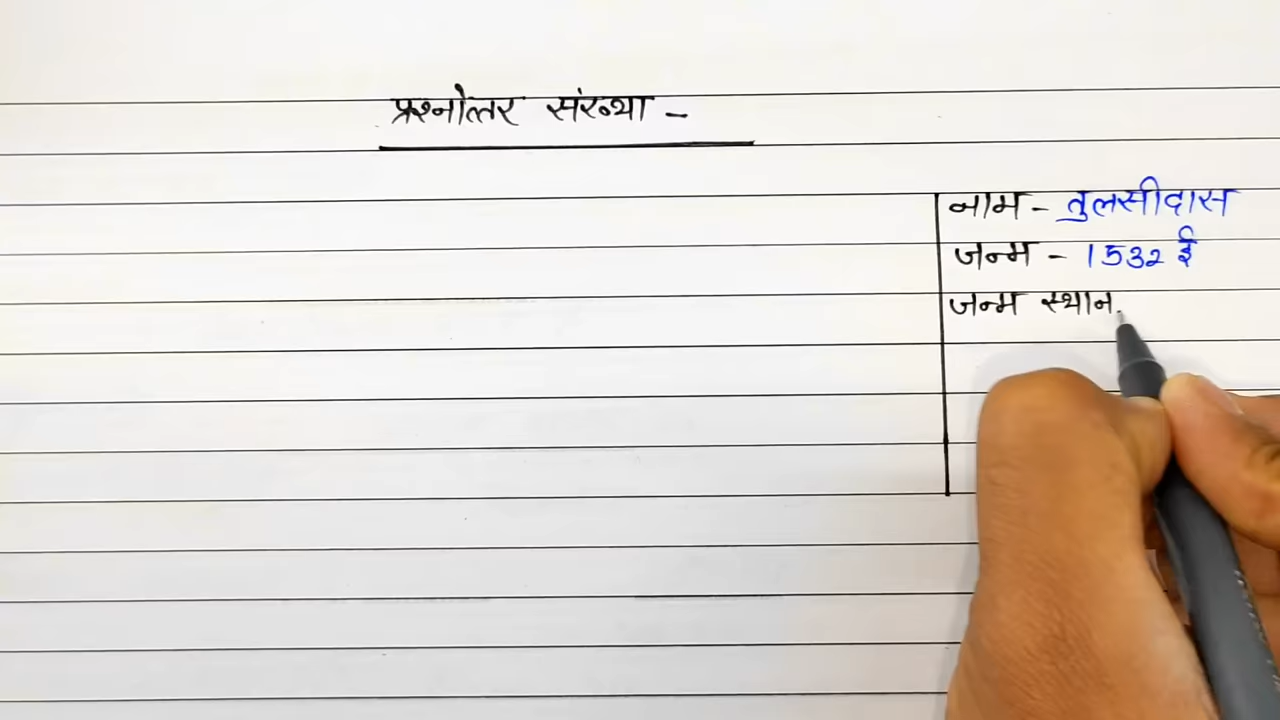 प्रश्नोत्तर संख्या -
नाम - तुलसीदास
जन्म - 1532 ई
जन्म स्थान